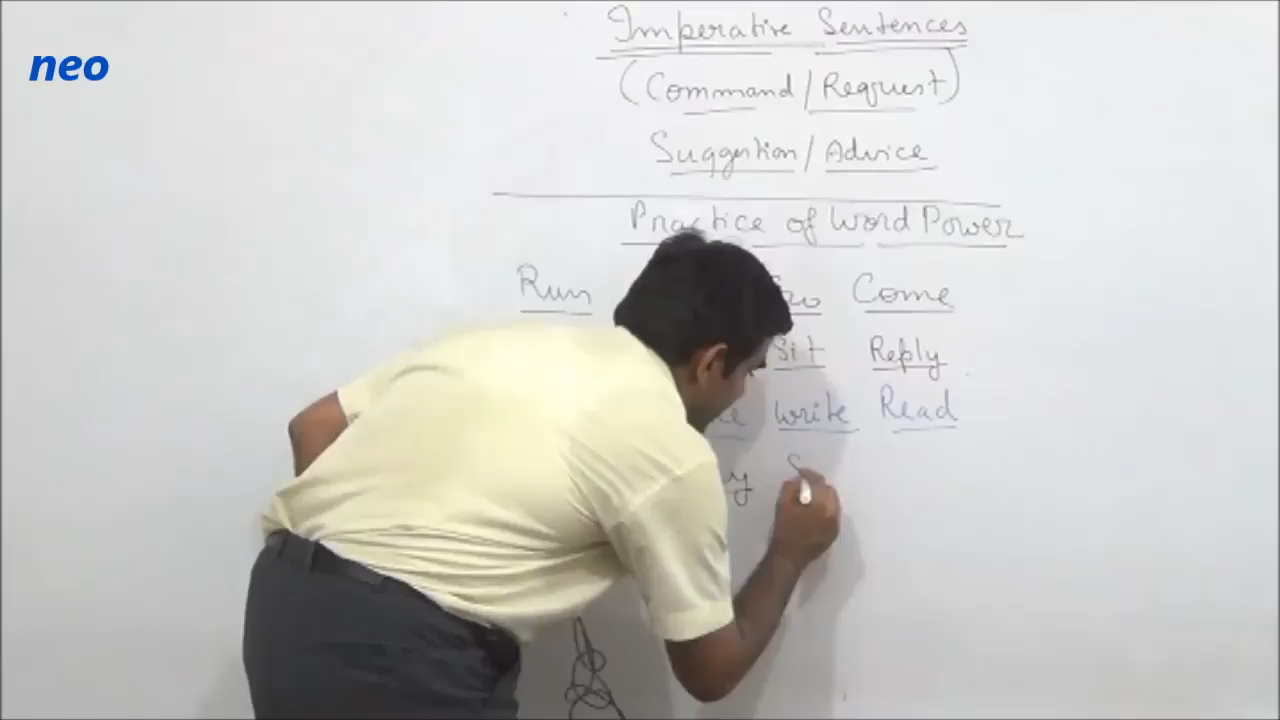 neo
Imperative Sentences
(Command/Request)
Suggestion/Advice
Practice of Word Power
Run Come
Sit Reply
write Read